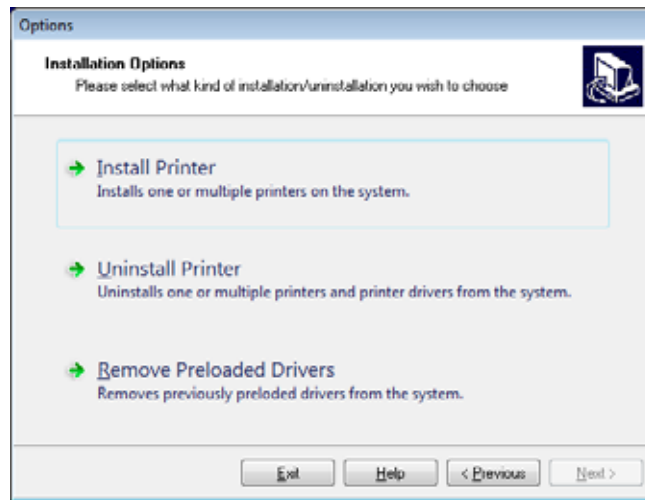 Options
Installation Options
Please select what kind of installation/uninstallation you wish to choose
Install Printer
Installs one or multiple printers on the system.
Uninstall Printer
Uninstalls one or multiple printers and printer drivers from the system.
Remove Preloaded Drivers
Removes previously preloded drivers from the system.
Exit Help < Previous Next >